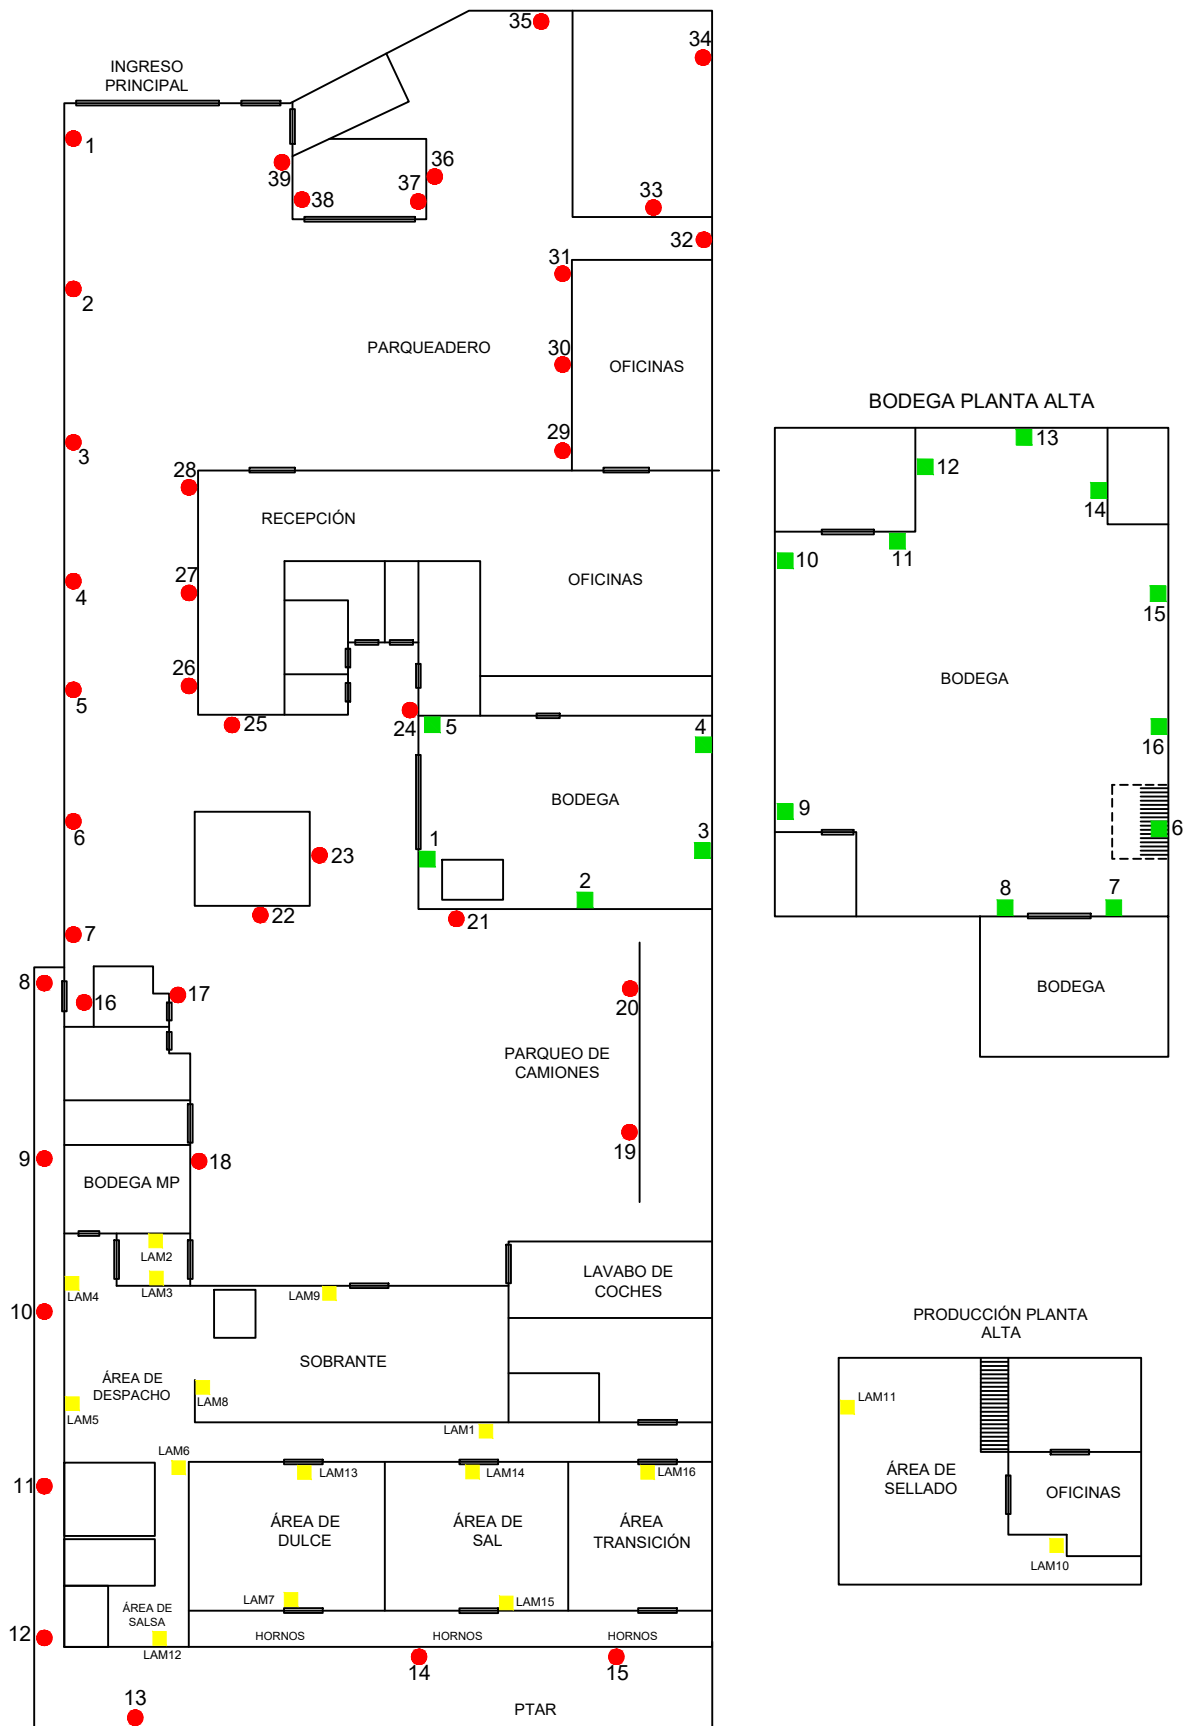 35
34
INGRESO
PRINCIPAL
1
39
36
38
37
33
32
31
2
PARQUEADERO
30
OFICINAS
29
3
28
RECEPCIÓN
27
4
OFICINAS
26
5
25
24
5
4
BODEGA
6
23
1
3
2
22
21
7
8
16
17
20
PARQUEO DE
CAMIONES
19
9
18
BODEGA MP
LAM2
LAM3
LAM4
LAM9
LAVABO DE
COCHES
10
SOBRANTE
ÁREA DE
DESPACHO
LAM8
LAM5
LAM1
LAM6
11
LAM13
LAM14
LAM16
ÁREA DE
DULCE
ÁREA DE
SAL
ÁREA
TRANSICIÓN
LAM7
LAM15
ÁREA DE
SALSA
12
LAM12
HORNOS
HORNOS
HORNOS
14
15
13
PTAR
BODEGA PLANTA ALTA
13
12
14
11
10
15
BODEGA
16
9
6
8
7
BODEGA
PRODUCCIÓN PLANTA
ALTA
LAM11
ÁREA DE
SELLADO
OFICINAS
LAM10